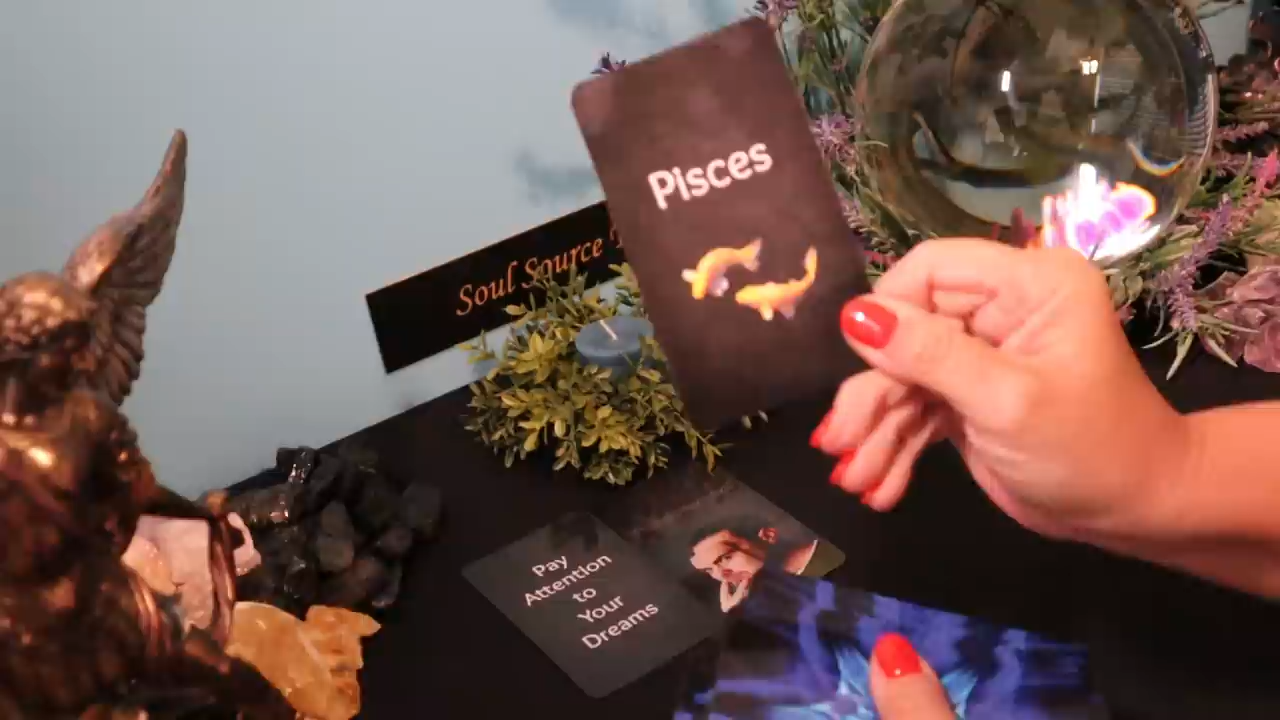 Pisces
Soul Source
Pay
Attention
to
Your
Dreams